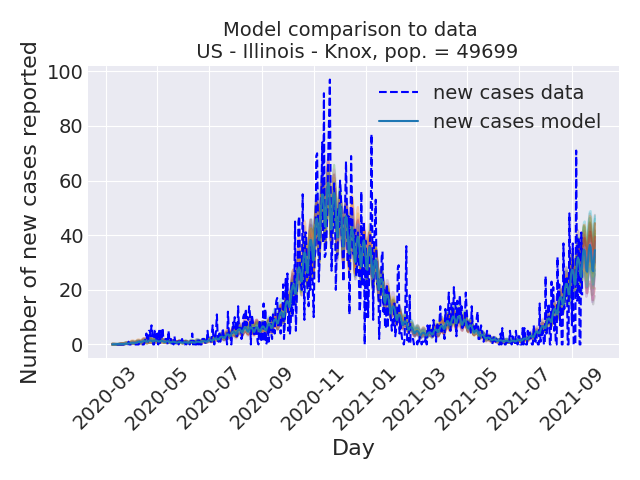 Model comparison to data
US - Illinois - Knox, pop. = 49699
Number of new cases reported
100
80
60
40
20
0
new cases data
new cases model
2020-03
2020-05
2020-07
2020-09
2020-11
2021-01
2021-03
2021-05
2021-07
2021-09
Day